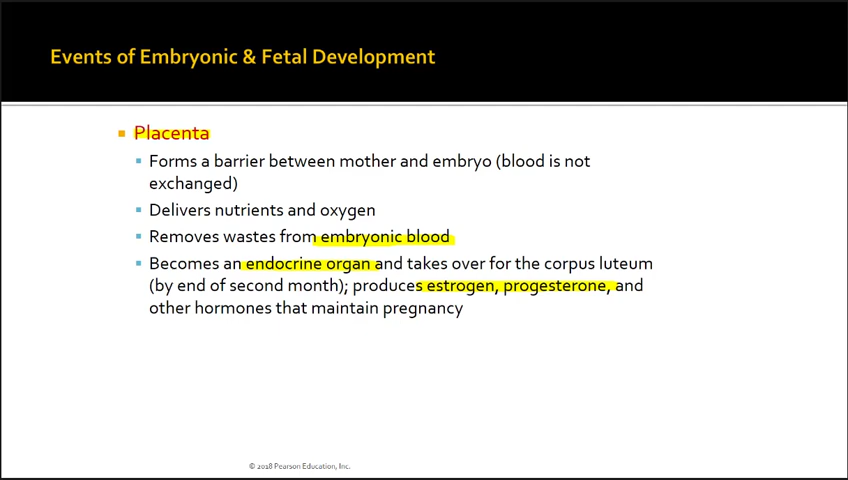 Events of Embryonic & Fetal Development
Placenta
Forms a barrier between mother and embryo (blood is not
exchanged)
Delivers nutrients and oxygen
Removes wastes from embryonic blood
Becomes an endocrine organ and takes over for the corpus luteum
(by end of second month); produces estrogen, progesterone, and
other hormones that maintain pregnancy
© 2018 Pearson Education, Inc.